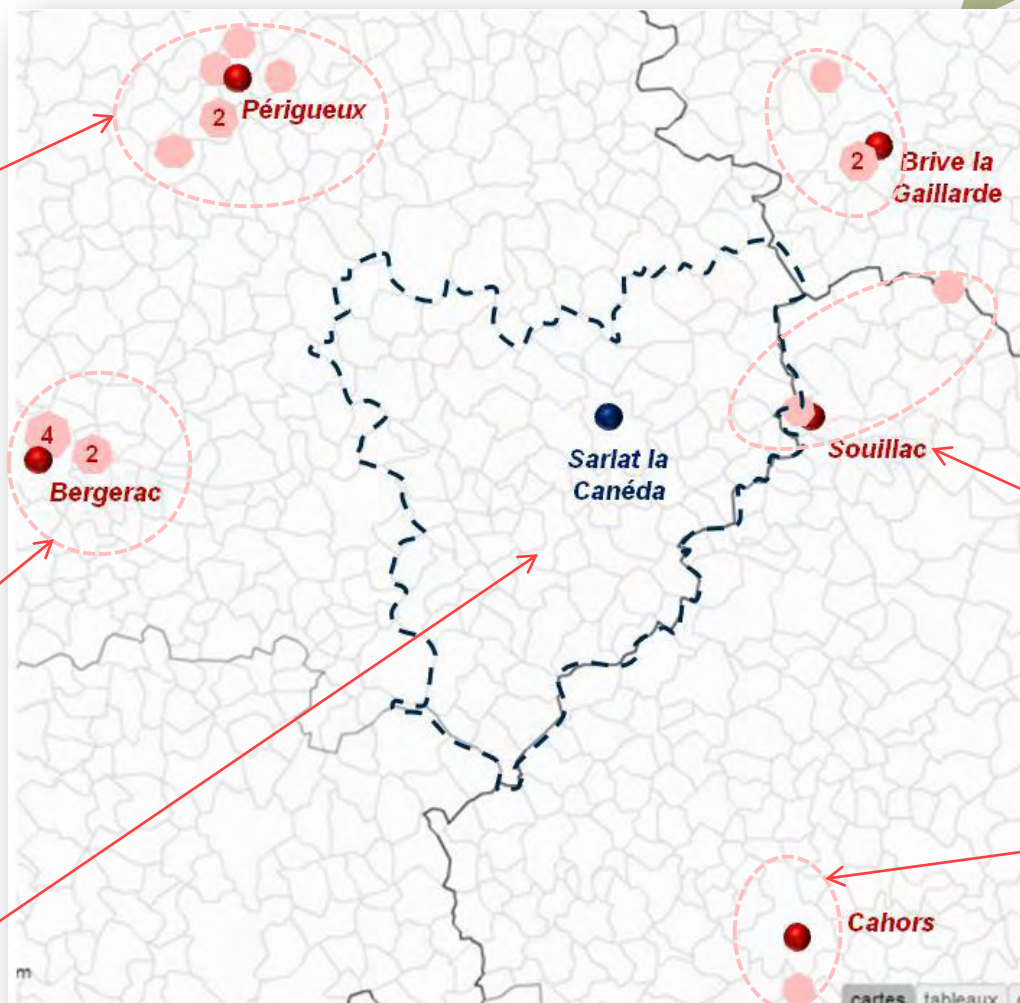 Périgueux
2
2
Brive la
Gaillarde
4
2
Bergerac
Sarlat la
Canéda
Souillac
Cahors
m
cartes tableaux